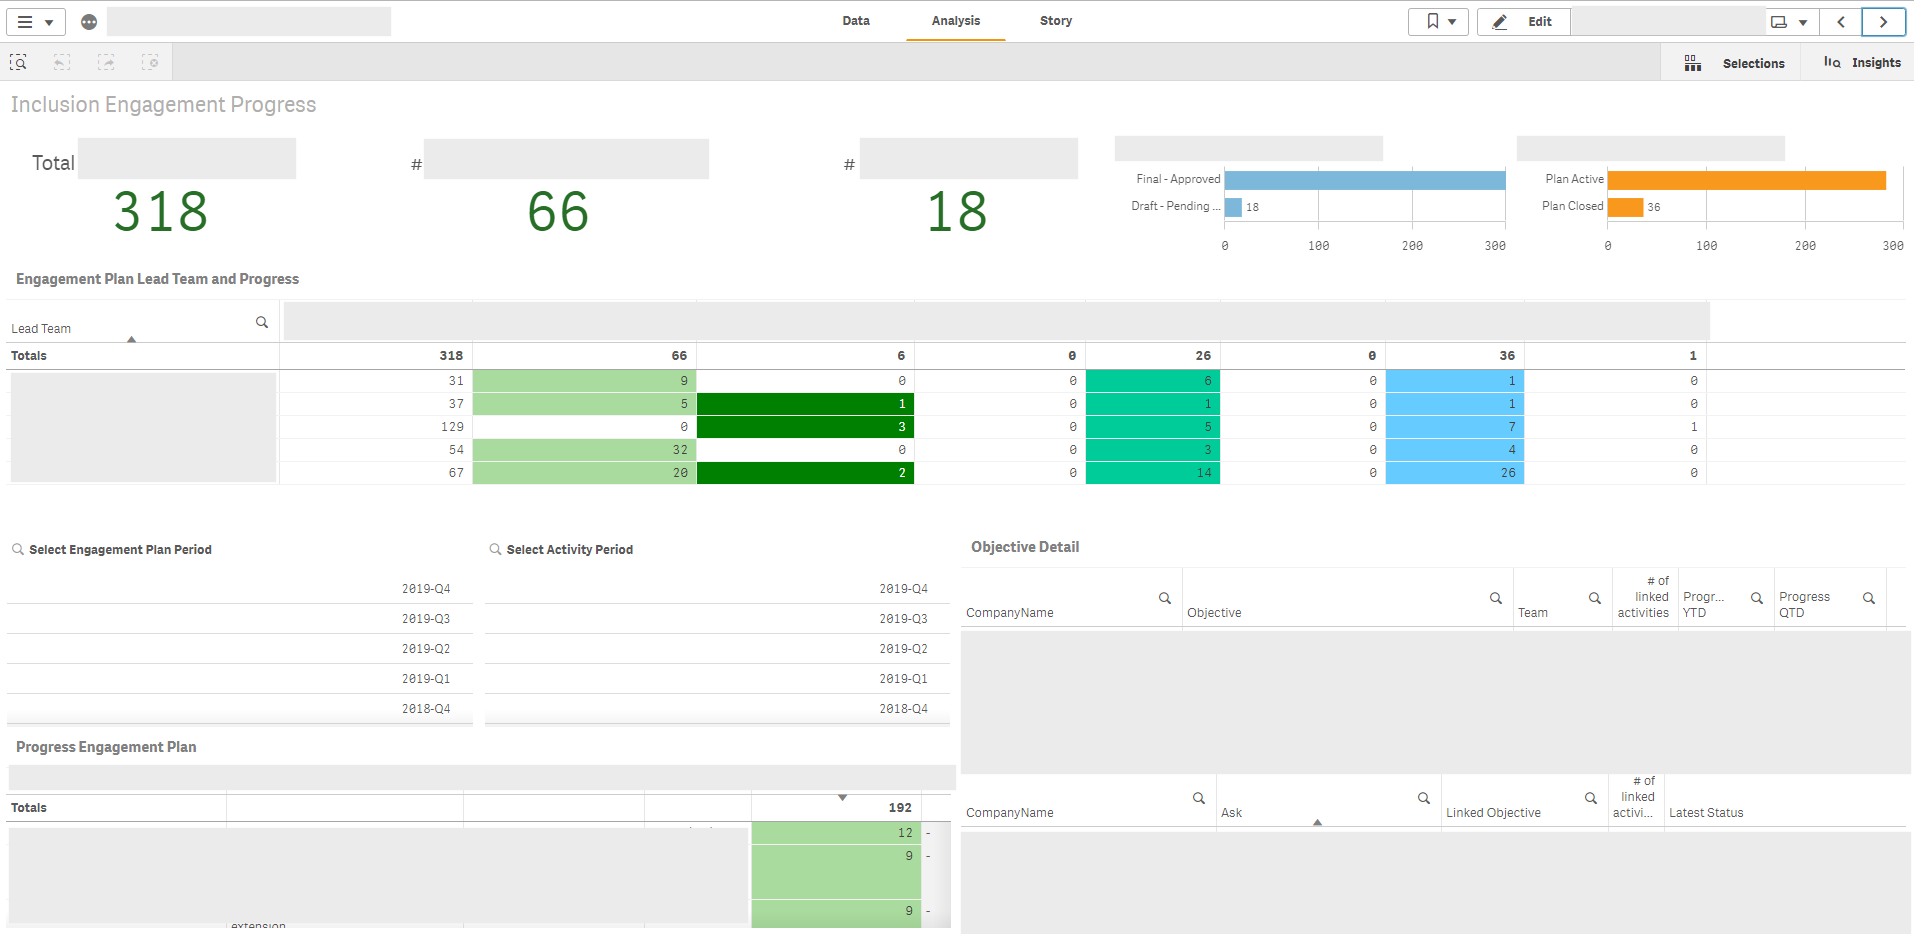 Data Analysis Story Edit
Selections Insights
Inclusion Engagement Progress
Total # #
318 66 18
Final - Approved
Draft - Pending ... 18
0 100 200 300
Plan Active
Plan Closed 36
0 100 200 300
Engagement Plan Lead Team and Progress
Lead Team
Totals 318 66 6 0 26 0 36 1
31 9 0 0 6 0 1 0
37 5 1 0 1 0 1 0
129 0 3 0 5 0 7 1
54 32 0 0 3 0 4 0
67 20 2 0 14 0 26 0
Select Engagement Plan Period
2019-Q4
2019-Q3
2019-Q2
2019-Q1
2018-Q4
Select Activity Period
2019-Q4
2019-Q3
2019-Q2
2019-Q1
2018-Q4
Progress Engagement Plan
Totals 192
12 -
9 -
9 -
extension
Objective Detail
CompanyName Objective Team # of linked activities Progr... YTD Progress QTD
CompanyName Ask Linked Objective # of linked activi... Latest Status